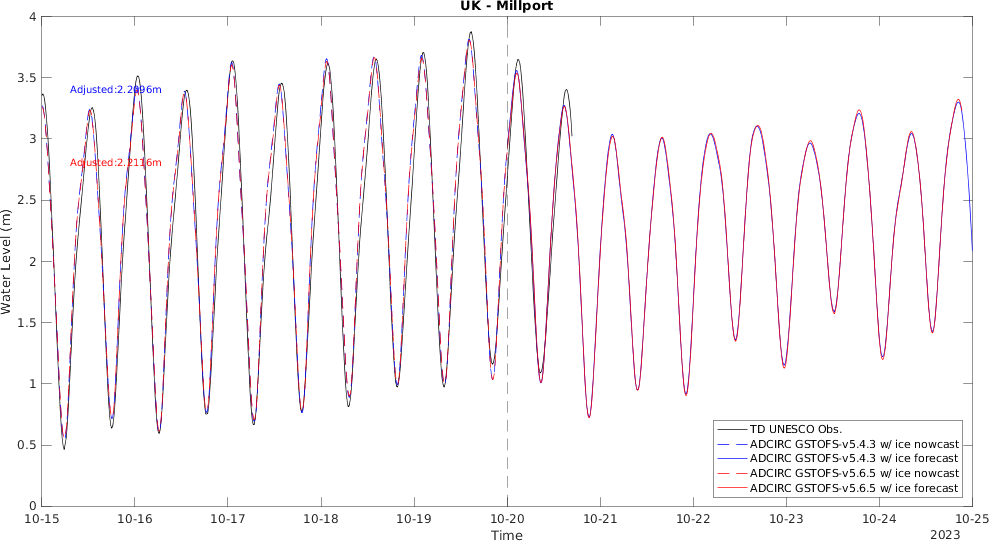 UK - Millport
4
3.5
3
2.5
2
1.5
1
0.5
0
Water Level (m)
Adjusted:2.2096m
Adjusted:2.2116m
TD UNESCO Obs.
ADCIRC GSTOFS-v5.4.3 w/ ice nowcast
ADCIRC GSTOFS-v5.4.3 w/ ice forecast
ADCIRC GSTOFS-v5.6.5 w/ ice nowcast
ADCIRC GSTOFS-v5.6.5 w/ ice forecast
10-15 10-16 10-17 10-18 10-19 10-20 10-21 10-22 10-23 10-24 10-25
Time
2023